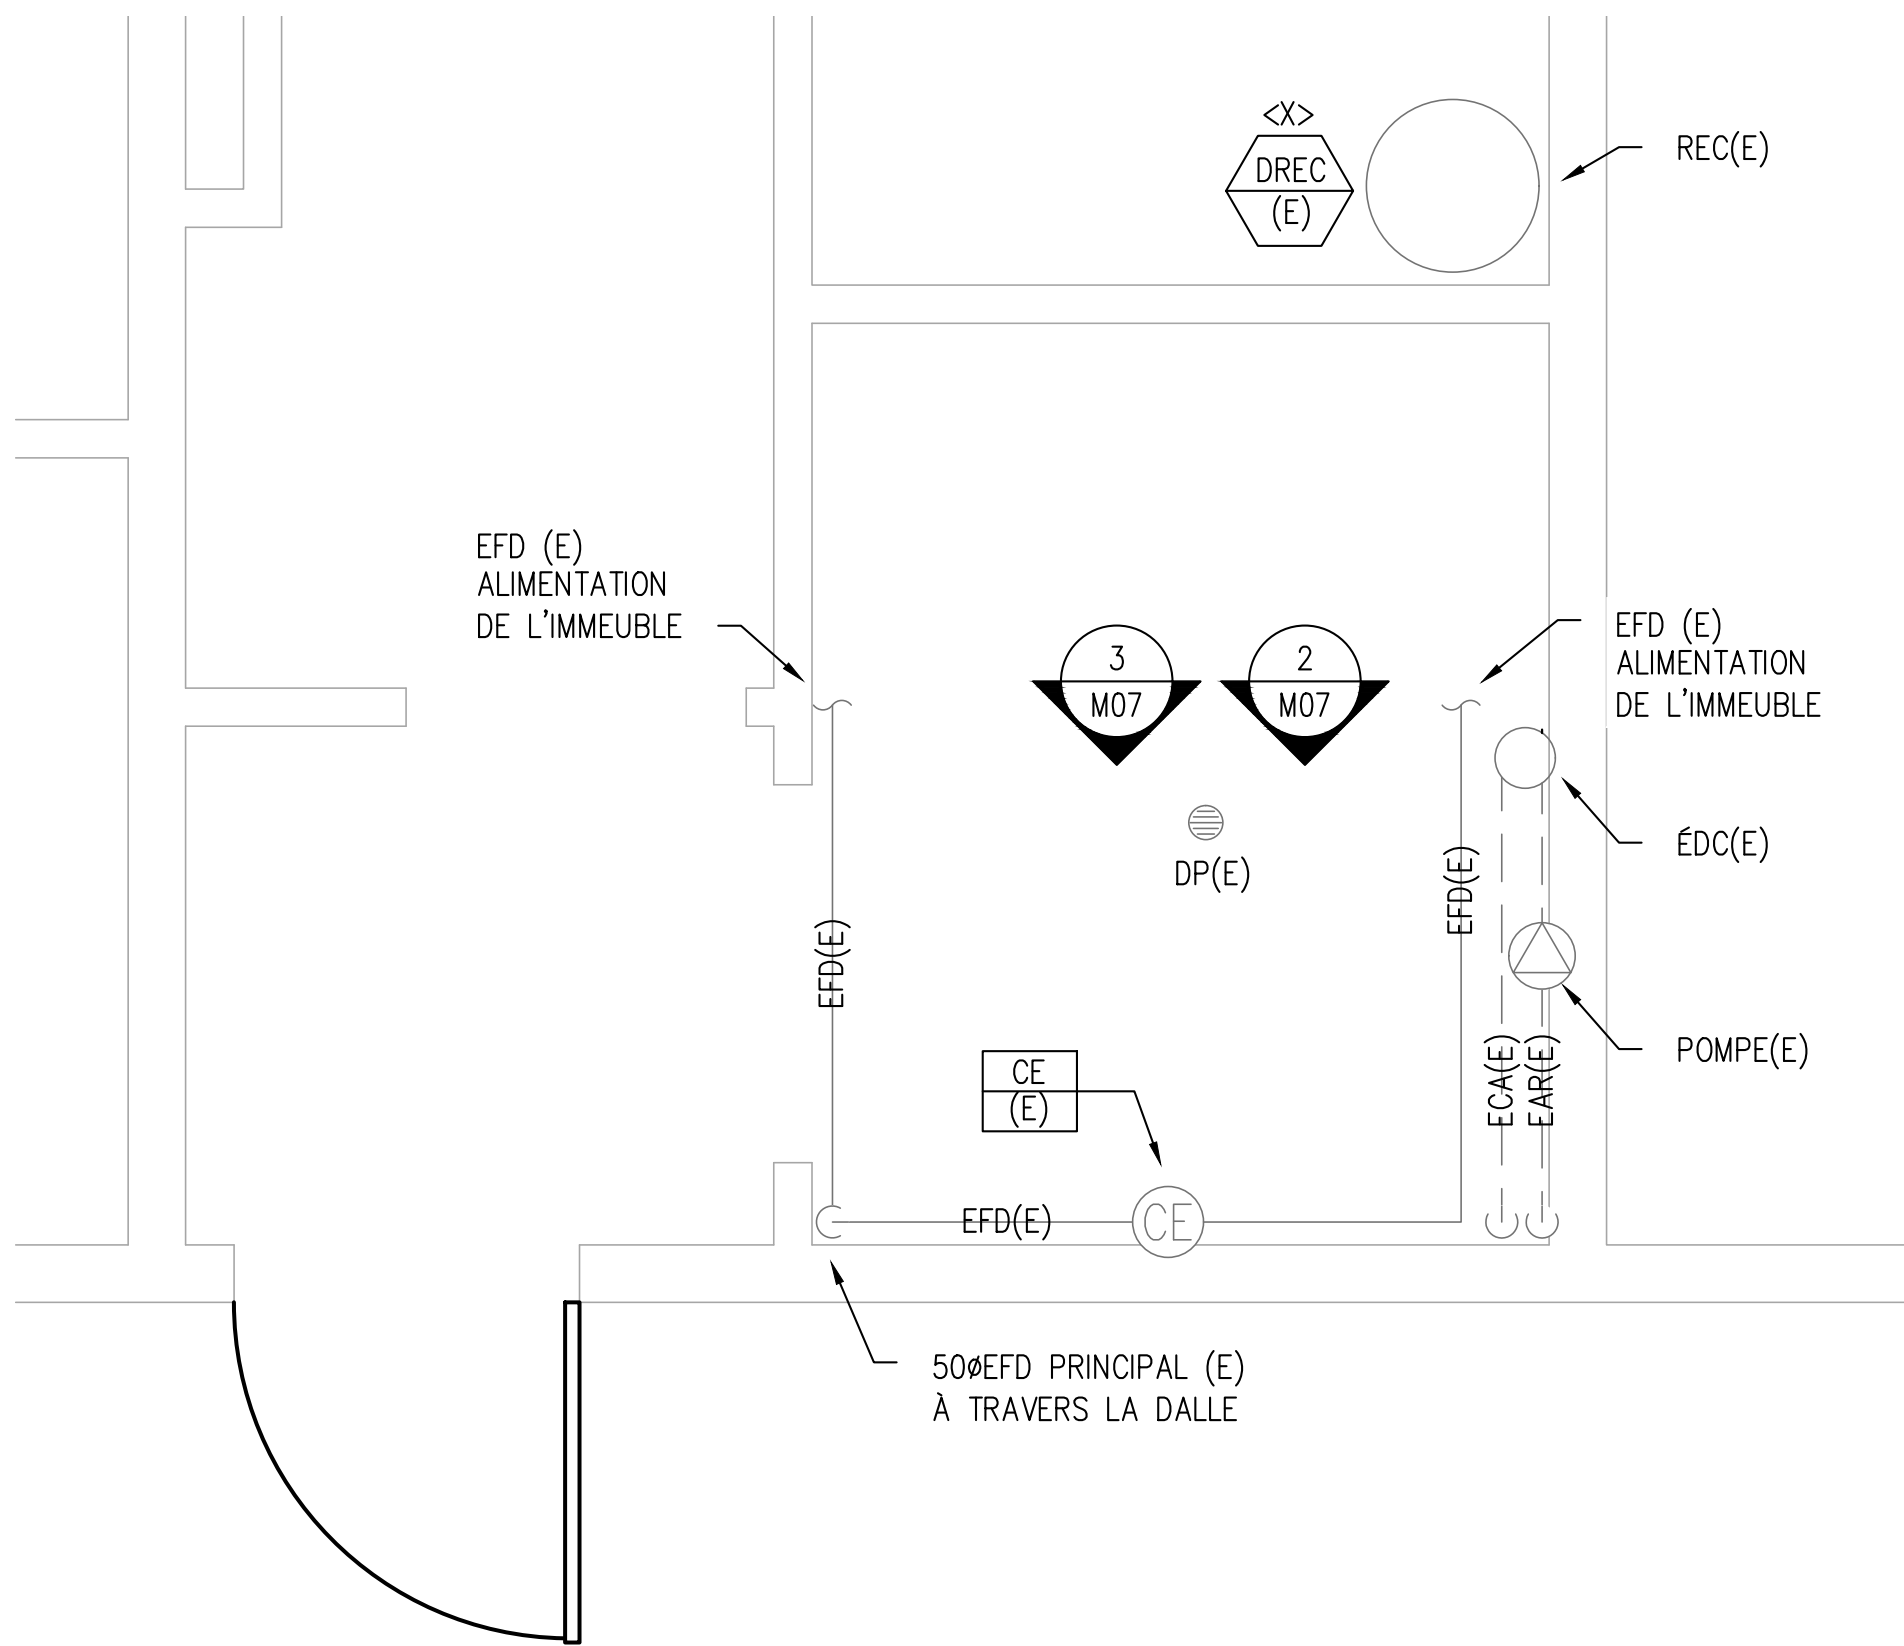 <X>
DREC
(E)
REC(E)
EFD (E)
ALIMENTATION
DE L'IMMEUBLE
3
M07
2
M07
EFD (E)
ALIMENTATION
DE L'IMMEUBLE
DP(E)
ÉDC(E)
EFD(E)
EFD(E)
POMPE(E)
ECA(E)
EAR(E)
CE
(E)
EFD(E)
CE
50øEFD PRINCIPAL (E)
À TRAVERS LA DALLE